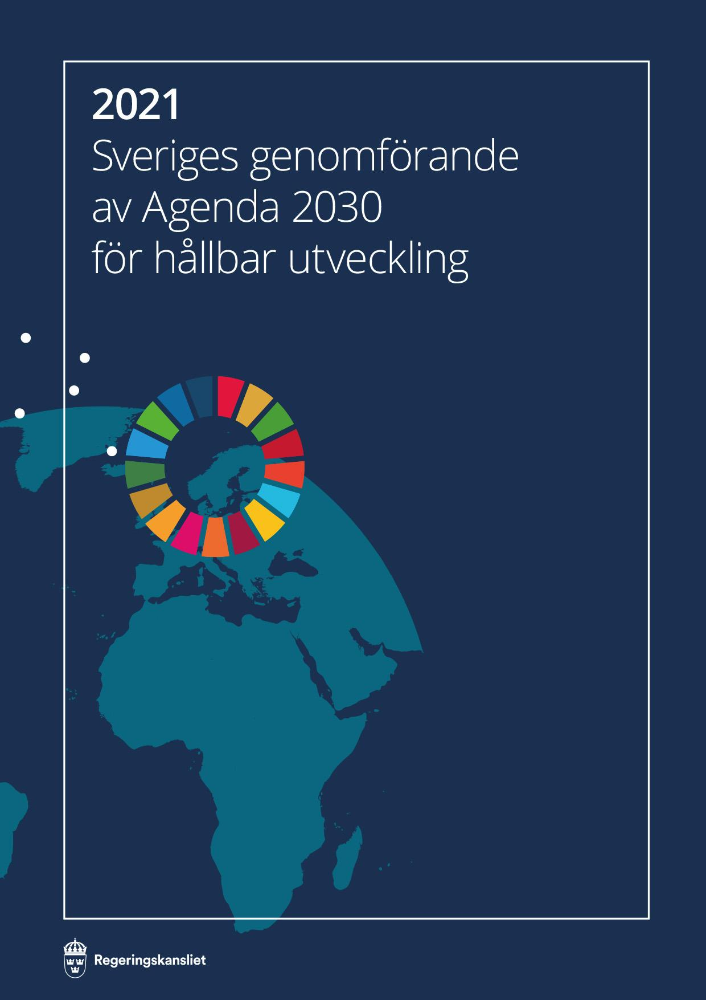 2021
Sveriges genomförande
av Agenda 2030
för hållbar utveckling
Regeringskansliet